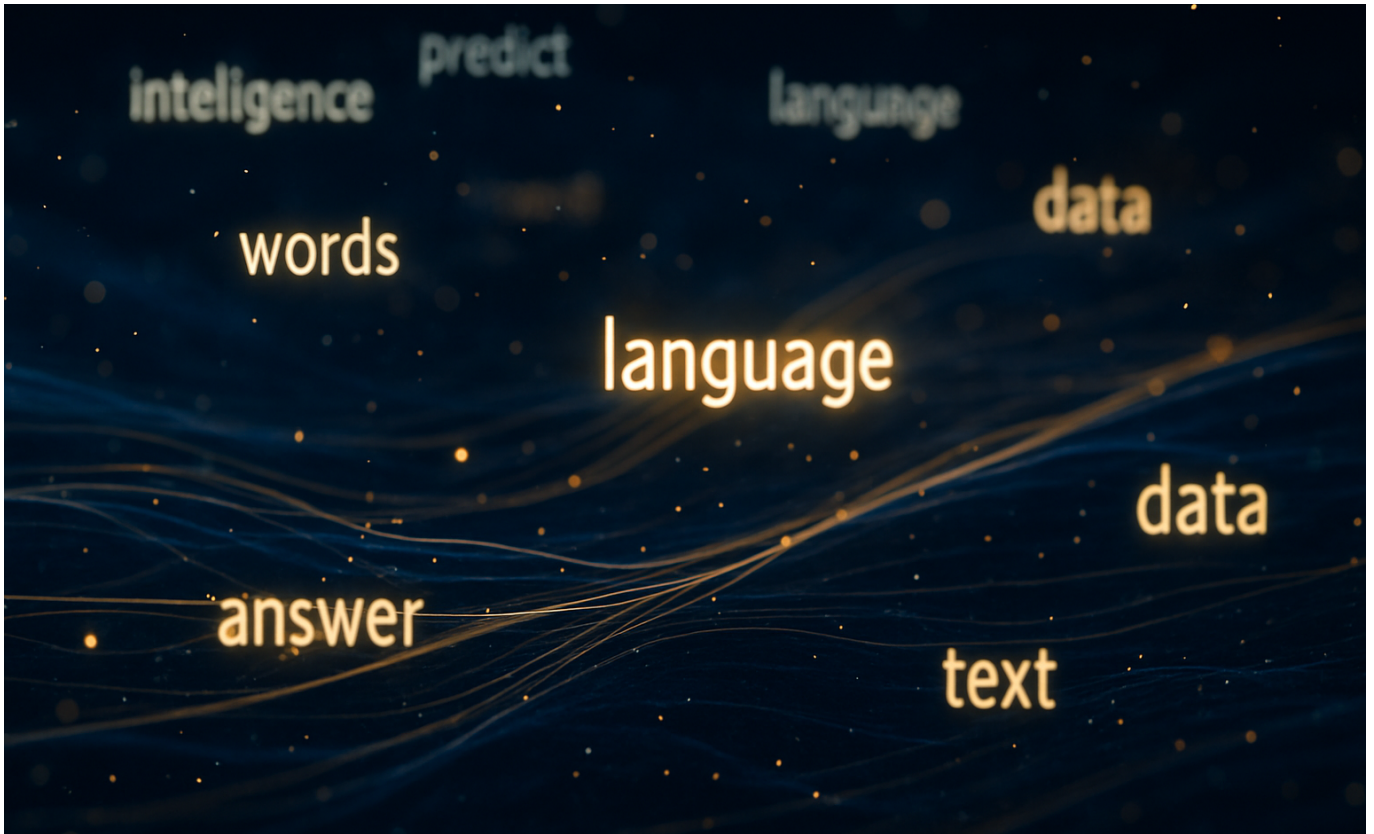 predict
inteligence
language
data
words
language
data
answer
text